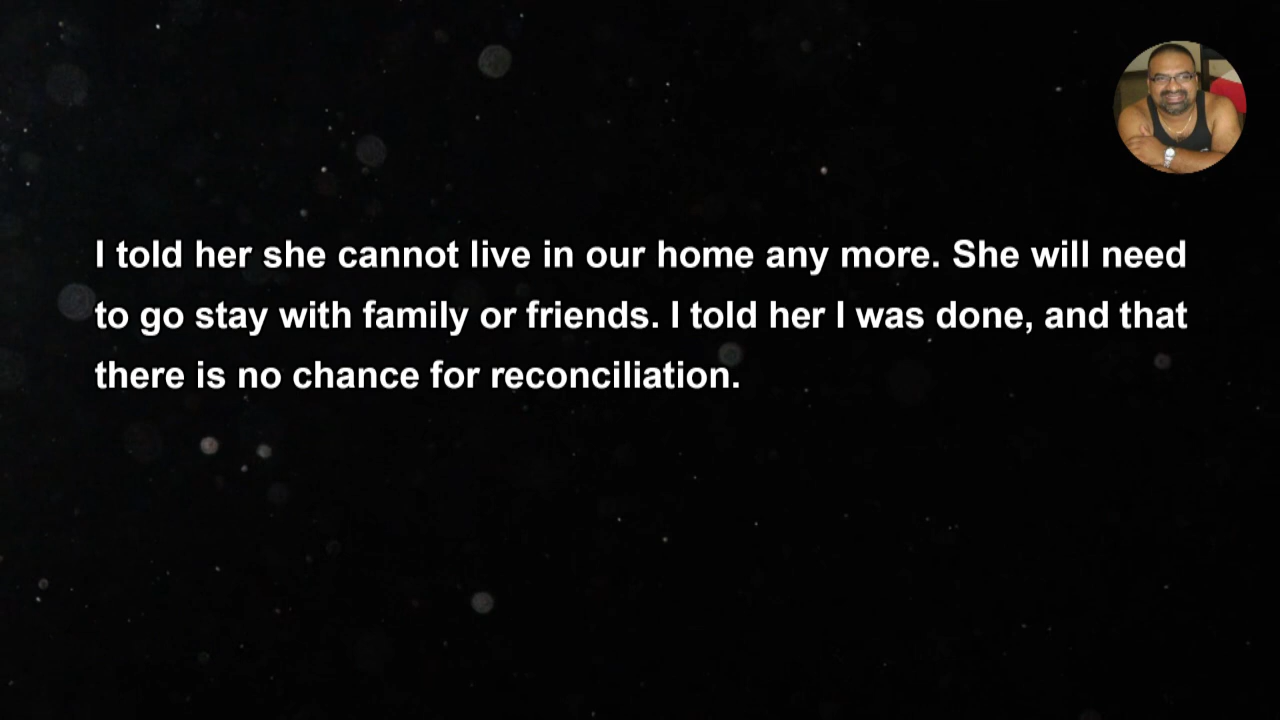 I told her she cannot live in our home any more. She will need
to go stay with family or friends. I told her I was done, and that
there is no chance for reconciliation.